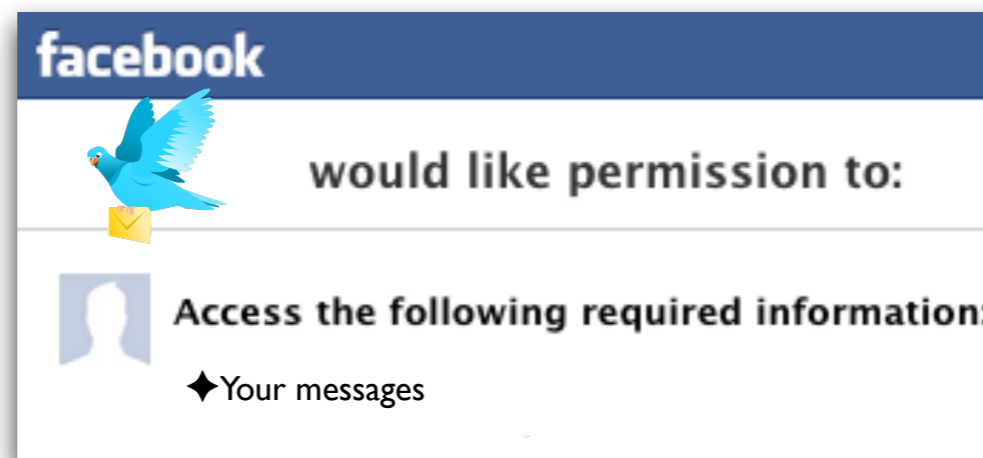 facebook
would like permission to:
Access the following required information:
✦Your messages